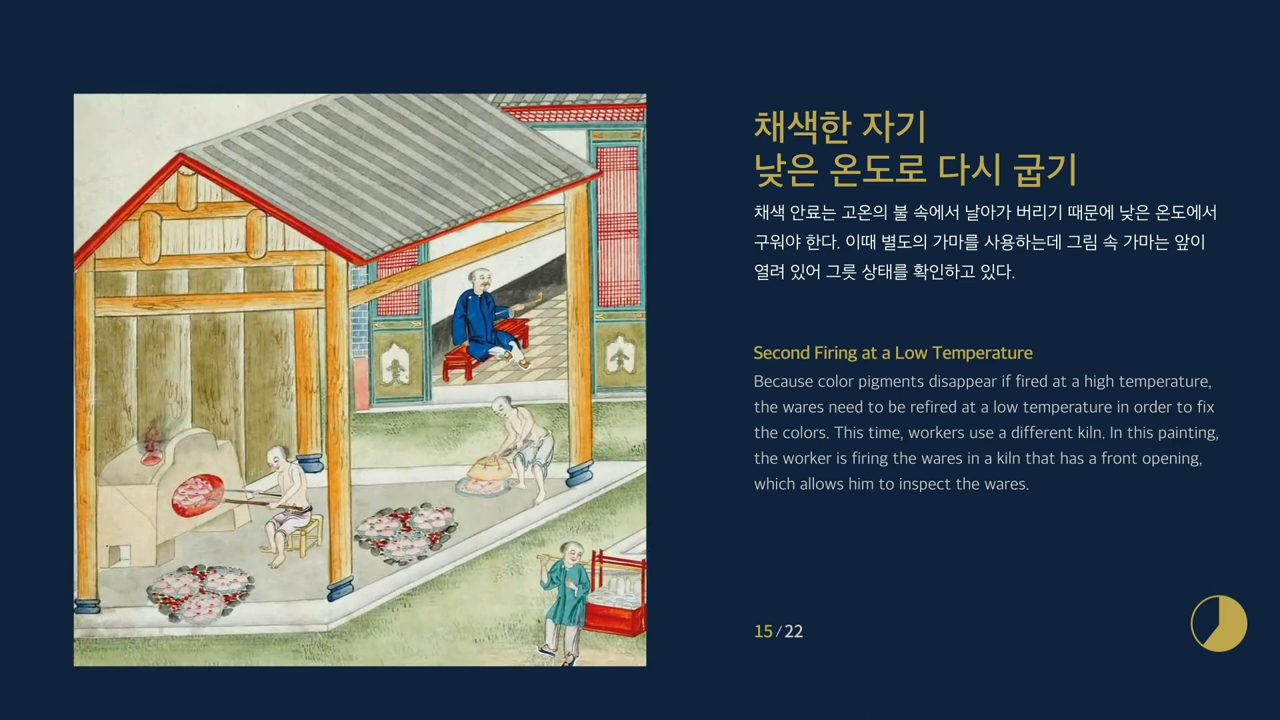 채색한 자기
낮은 온도로 다시 굽기
채색 안료는 고온의 불 속에서 날아가 버리기 때문에 낮은 온도에서
구워야 한다. 이때 별도의 가마를 사용하는데 그림 속 가마는 앞이
열려 있어 그릇 상태를 확인하고 있다.
Second Firing at a Low Temperature
Because color pigments disappear if fired at a high temperature,
the wares need to be refired at a low temperature in order to fix
the colors. This time, workers use a different kiln. In this painting,
the worker is firing the wares in a kiln that has a front opening,
which allows him to inspect the wares.
15 / 22